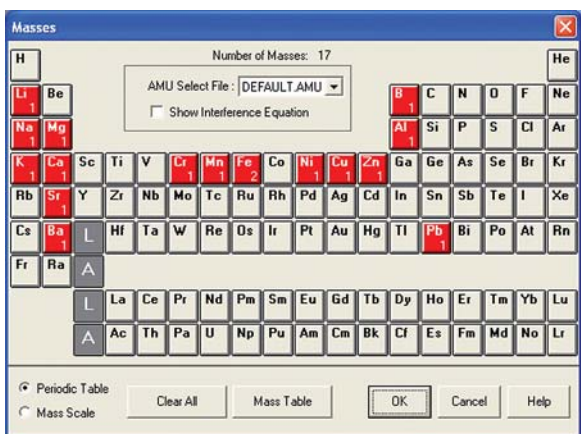 Masses
Number of Masses: 17
AMU Select File : DEFAULT.AMU
Show Interference Equation
H He
Li 1 Be B 1 C N O F Ne
Na 1 Mg 1 Al 1 Si P S Cl Ar
K 1 Ca 1 Sc Ti V Cr 1 Mn 1 Fe 2 Co Ni 1 Cu 1 Zn 1 Ga Ge As Se Br Kr
Rb Sr 1 Y Zr Nb Mo Tc Ru Rh Pd Ag Cd In Sn Sb Te I Xe
Cs Ba 1 L Hf Ta W Re Os Ir Pt Au Hg Tl Pb 1 Bi Po At Rn
Fr Ra A
L La Ce Pr Nd Pm Sm Eu Gd Tb Dy Ho Er Tm Yb Lu
A Ac Th Pa U Np Pu Am Cm Bk Cf Es Fm Md No Lr
Periodic Table
Mass Scale
Clear All Mass Table OK Cancel Help